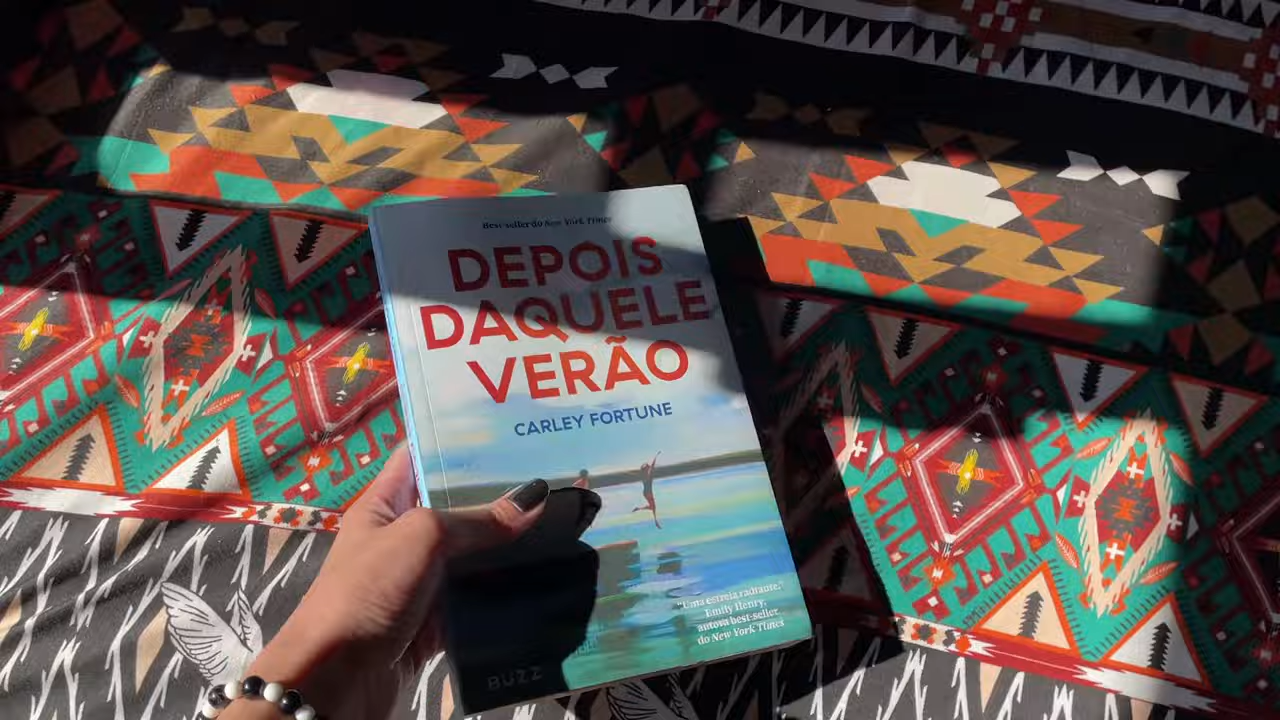 Best-seller do New York Times
DEPOIS
DAQUELE
VERÃO
CARLEY FORTUNE
"Uma estreia radiante."
Emily Henry,
autora best-seller
do New York Times
BUZZ